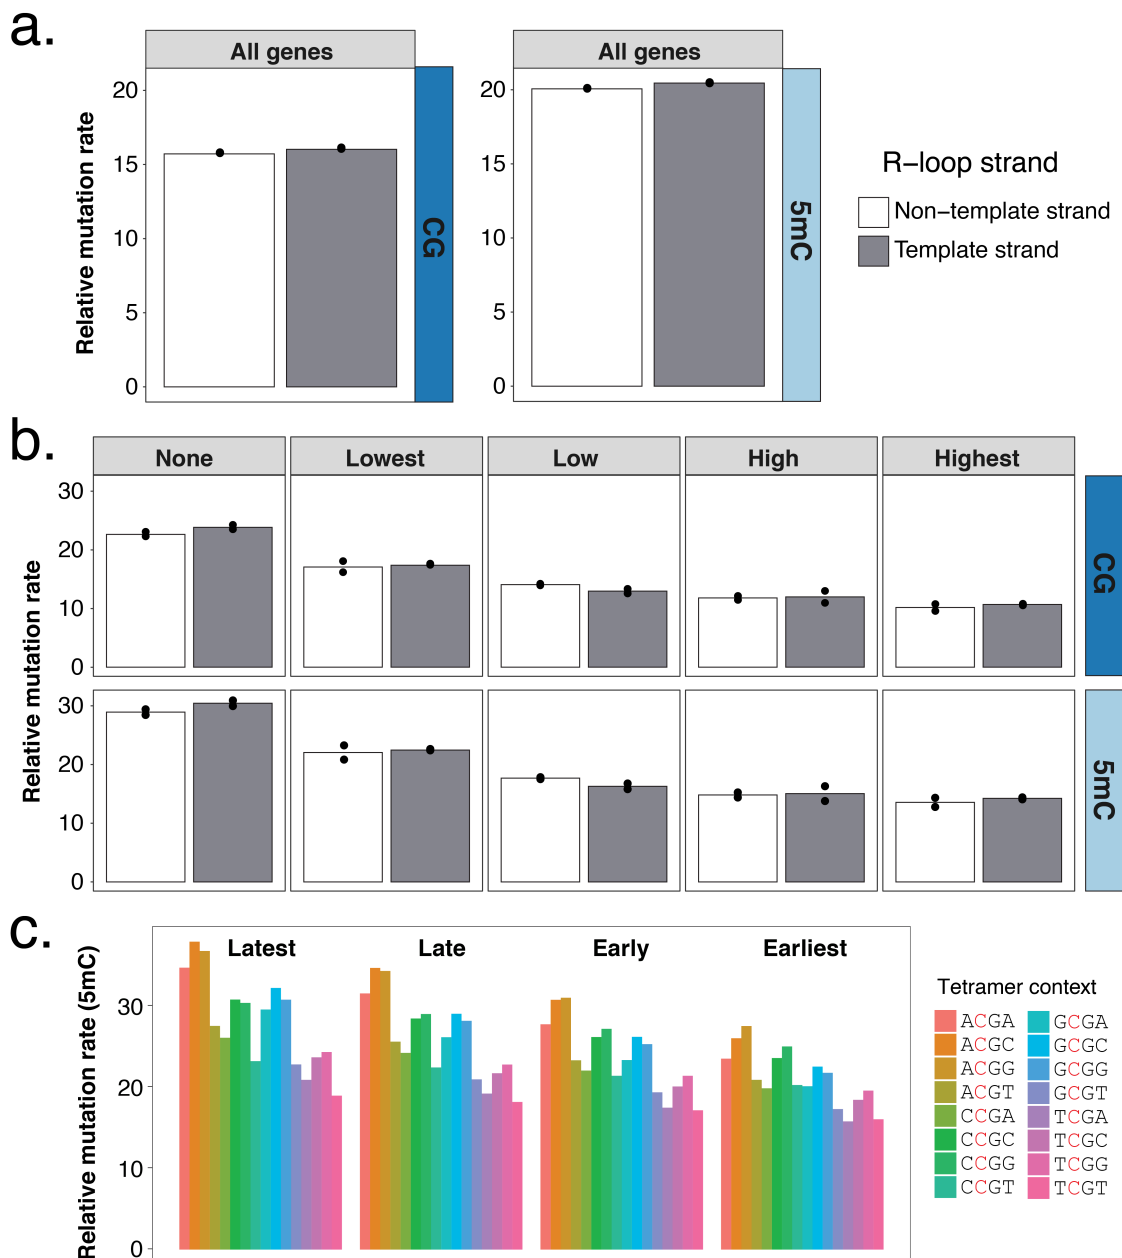 a.
All genes
All genes
Relative mutation rate
20
15
10
5
0
CG
20
15
10
5
0
5mC
R-loop strand
Non-template strand
Template strand
b.
None
Lowest
Low
High
Highest
Relative mutation rate
30
20
10
0
CG
Relative mutation rate
30
20
10
0
5mC
c.
Relative mutation rate (5mC)
Latest
Late
Early
Earliest
30
20
10
0
Tetramer context
ACGA
ACGC
ACGG
ACGT
CCGA
CCGC
CCGG
CCGT
GCGA
GCGC
GCGG
GCGT
TCGA
TCGC
TCGG
TCGT